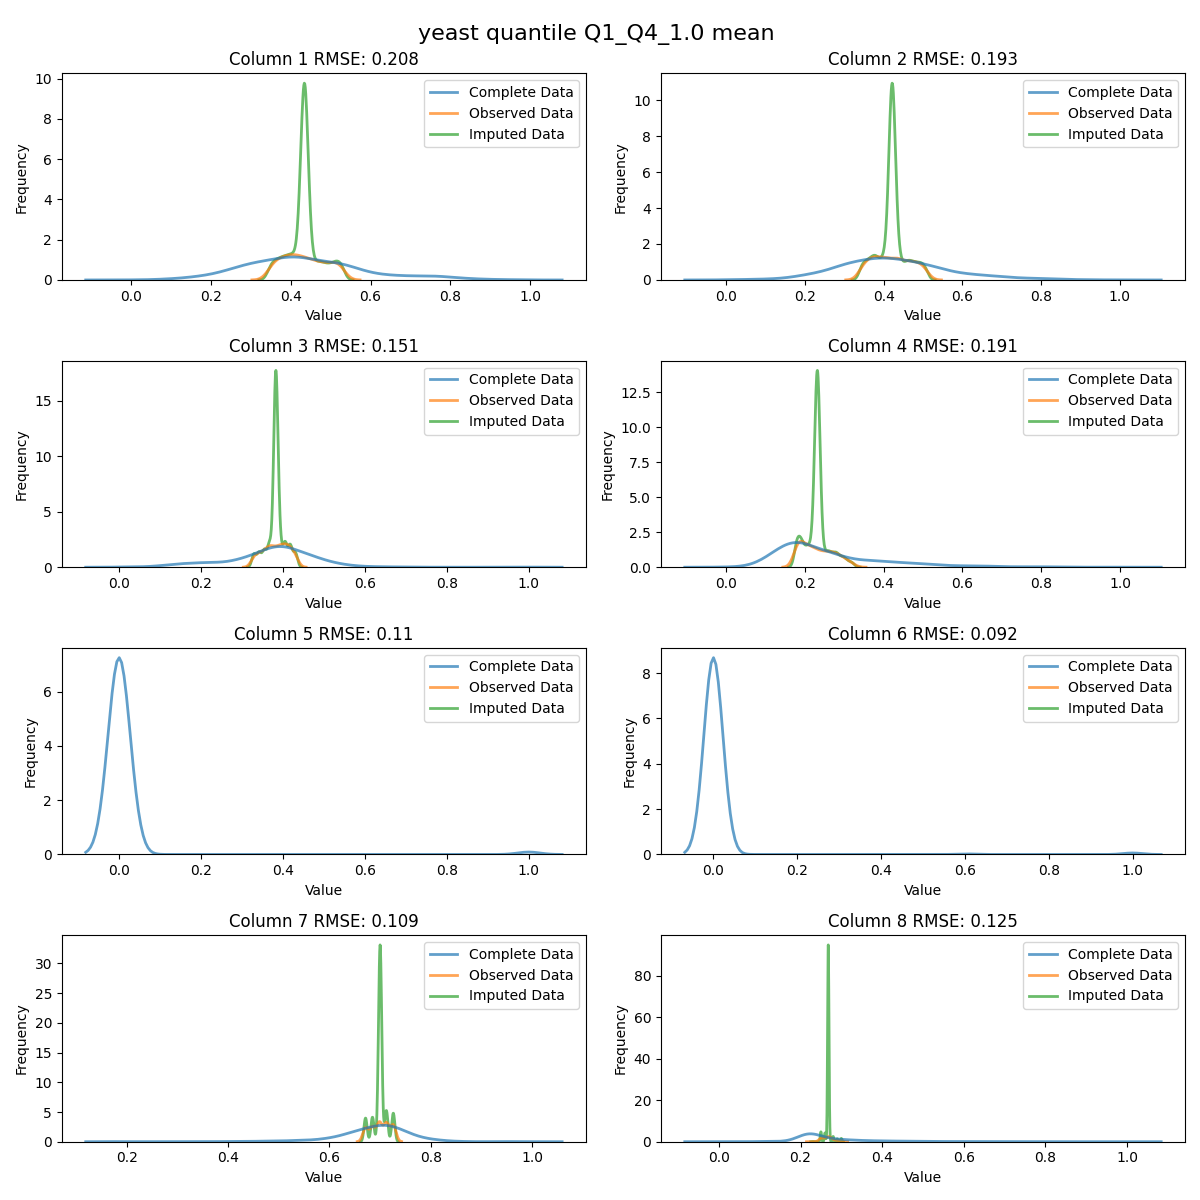 yeast quantile Q1_Q4_1.0 mean
Column 1 RMSE: 0.208
Frequency
10
8
6
4
2
0
Complete Data
Observed Data
Imputed Data
0.0 0.2 0.4 0.6 0.8 1.0
Value
Column 2 RMSE: 0.193
Frequency
10
8
6
4
2
0
Complete Data
Observed Data
Imputed Data
0.0 0.2 0.4 0.6 0.8 1.0
Value
Column 3 RMSE: 0.151
Frequency
15
10
5
0
Complete Data
Observed Data
Imputed Data
0.0 0.2 0.4 0.6 0.8 1.0
Value
Column 4 RMSE: 0.191
Frequency
12.5
10.0
7.5
5.0
2.5
0.0
Complete Data
Observed Data
Imputed Data
0.0 0.2 0.4 0.6 0.8 1.0
Value
Column 5 RMSE: 0.11
Frequency
6
4
2
0
Complete Data
Observed Data
Imputed Data
0.0 0.2 0.4 0.6 0.8 1.0
Value
Column 6 RMSE: 0.092
Frequency
8
6
4
2
0
Complete Data
Observed Data
Imputed Data
0.0 0.2 0.4 0.6 0.8 1.0
Value
Column 7 RMSE: 0.109
Frequency
30
25
20
15
10
5
0
Complete Data
Observed Data
Imputed Data
0.2 0.4 0.6 0.8 1.0
Value
Column 8 RMSE: 0.125
Frequency
80
60
40
20
0
Complete Data
Observed Data
Imputed Data
0.0 0.2 0.4 0.6 0.8 1.0
Value